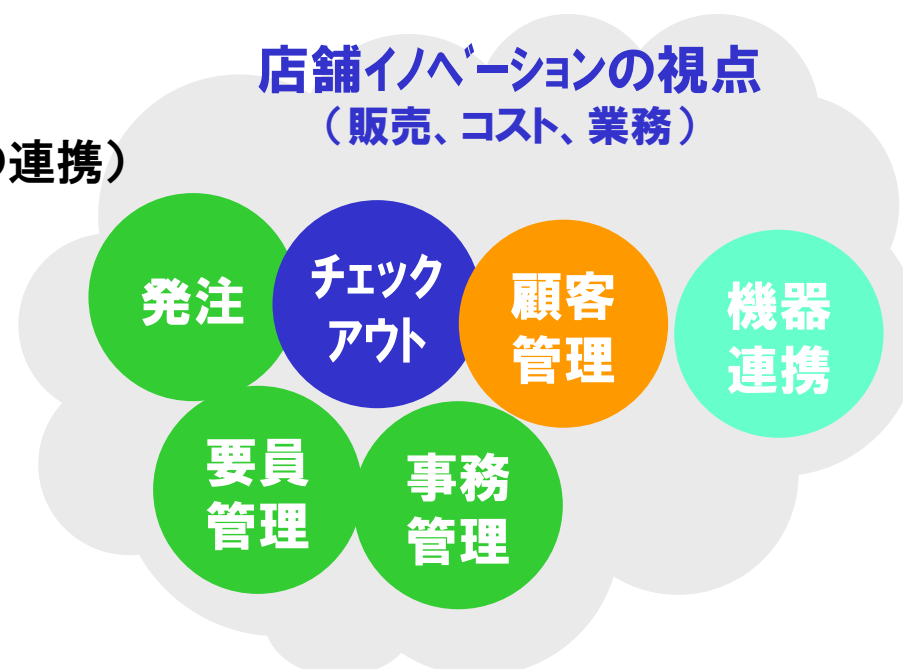 店舗イノベーションの視点
（販売、コスト、業務）
連携）
発注
チェック
アウト
顧客
管理
機器
連携
要員
管理
事務
管理